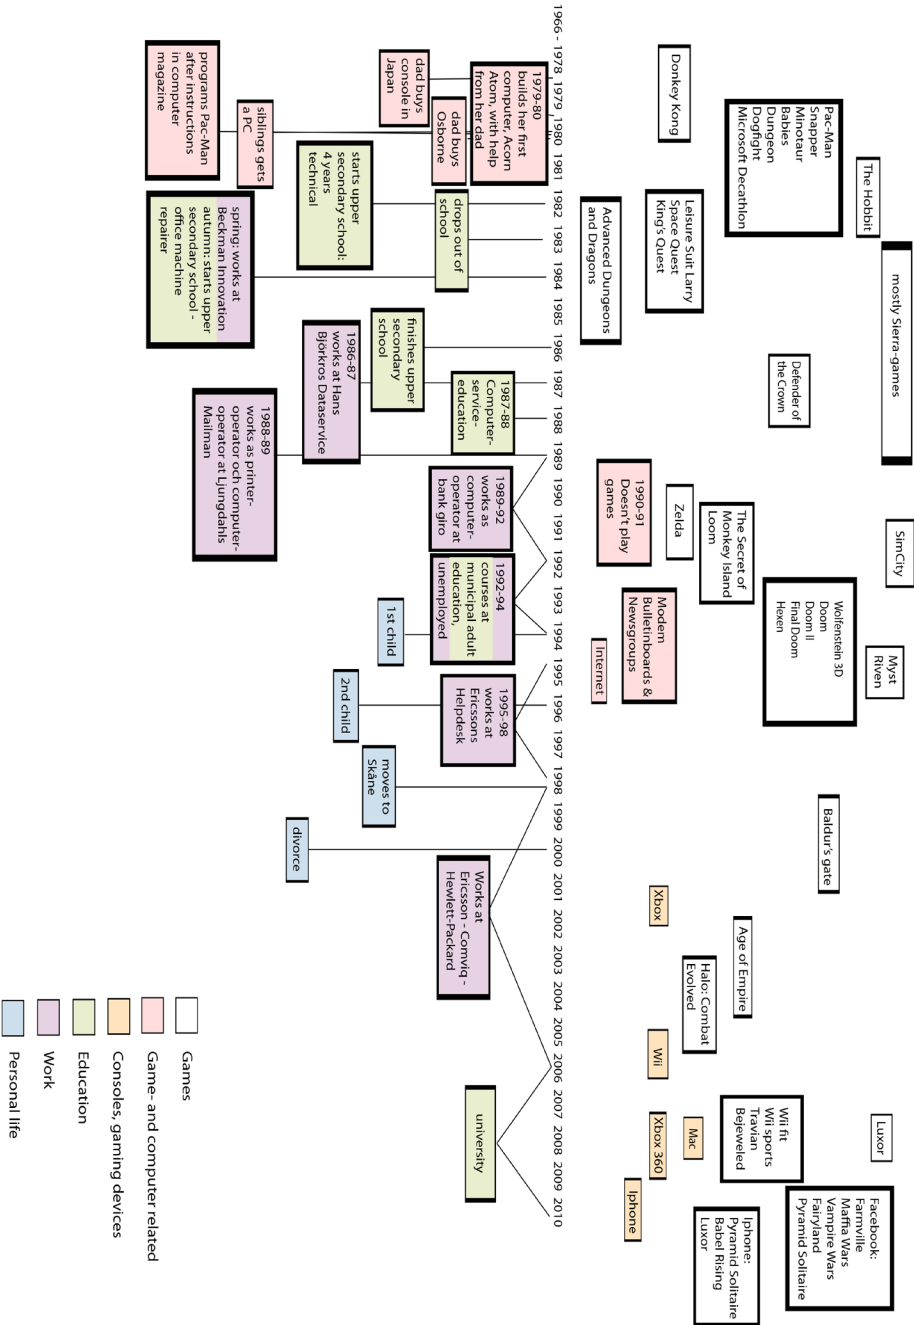 mostly Sierra-games
SimCity
The Hobbit
Myst
Riven
Luxor
Pac-Man
Snapper
Minotaur
Babies
Dungeon
Dogfight
Microsoft Decathlon
Defender of
the Crown
Wolfenstein 3D
Doom
Doom II
Final Doom
Hexen
Baldur's gate
Facebook:
Farmville
Maffia Wars
Vampire Wars
Fairyland
Pyramid Solitaire
Donkey Kong
Leisure Suit Larry
Space Quest
King's Quest
The Secret of
Monkey Island
Loom
Zelda
Age of Empire
Halo: Combat
Evolved
Wii fit
Wii sports
Travian
Bejeweled
Iphone:
Pyramid Solitaire
Babel Rising
Luxor
Advanced Dungeons
and Dragons
1990-91
Doesn't play
games
Modem
Bulletinboards &
Newsgroups
Internet
Xbox
Wii
Mac
Xbox 360
Iphone
1966 - 1978 1979 1980 1981 1982 1983 1984 1985 1986 1987 1988 1989 1990 1991 1992 1993 1994 1995 1996 1997 1998 1999 2000 2001 2002 2003 2004 2005 2006 2007 2008 2009 2010
1979-80
builds her first
computer, Acorn
Atom, with help
from her dad
dad buys
Osborne
dad buys
console in
Japan
drops out of
school
starts upper
secondary school:
4 years
technical
siblings gets
a PC
programs Pac-Man
after instructions
in computer
magazine
spring: works at
Beckman Innovation
autumn: starts upper
secondary school -
office machine
repairer
1987-88
Computer-
service-
education
finishes upper
secondary
school
1986-87
works at Hans
Björkros Dataservice
1988-89
works as printer-
operator och computer-
operator at Ljungdahls
Mailman
1989-92
works as
computer-
operator at
bank giro
1992-94
courses at
municipal adult
education,
unemployed
1st child
1995-98
works at
Ericssons
Helpdesk
2nd child
moves to
Skåne
divorce
Works at
Ericsson - Comviq -
Hewlett-Packard
university
Games
Game- and computer related
Consoles, gaming devices
Education
Work
Personal life